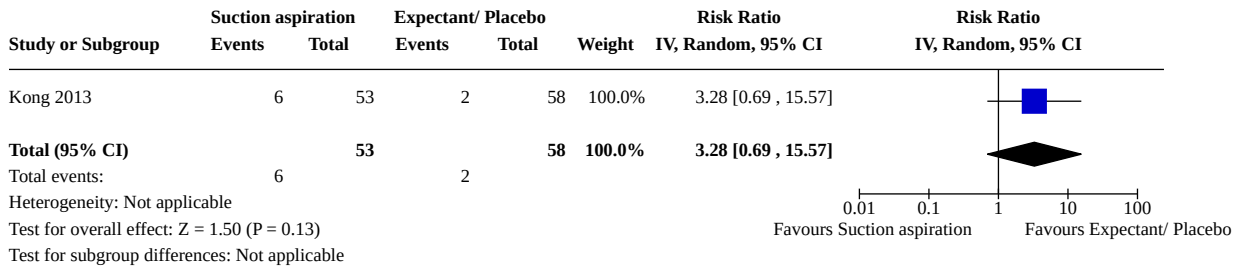 Suction aspiration Expectant/ Placebo Risk Ratio Risk Ratio
Study or Subgroup Events Total Events Total Weight IV, Random, 95% CI IV, Random, 95% CI
Kong 2013 6 53 2 58 100.0% 3.28 [0.69 , 15.57]
Total (95% CI) 53 58 100.0% 3.28 [0.69 , 15.57]
Total events: 6 2
Heterogeneity: Not applicable 0.01 0.1 1 10 100
Test for overall effect: Z = 1.50 (P = 0.13) Favours Suction aspiration Favours Expectant/ Placebo
Test for subgroup differences: Not applicable